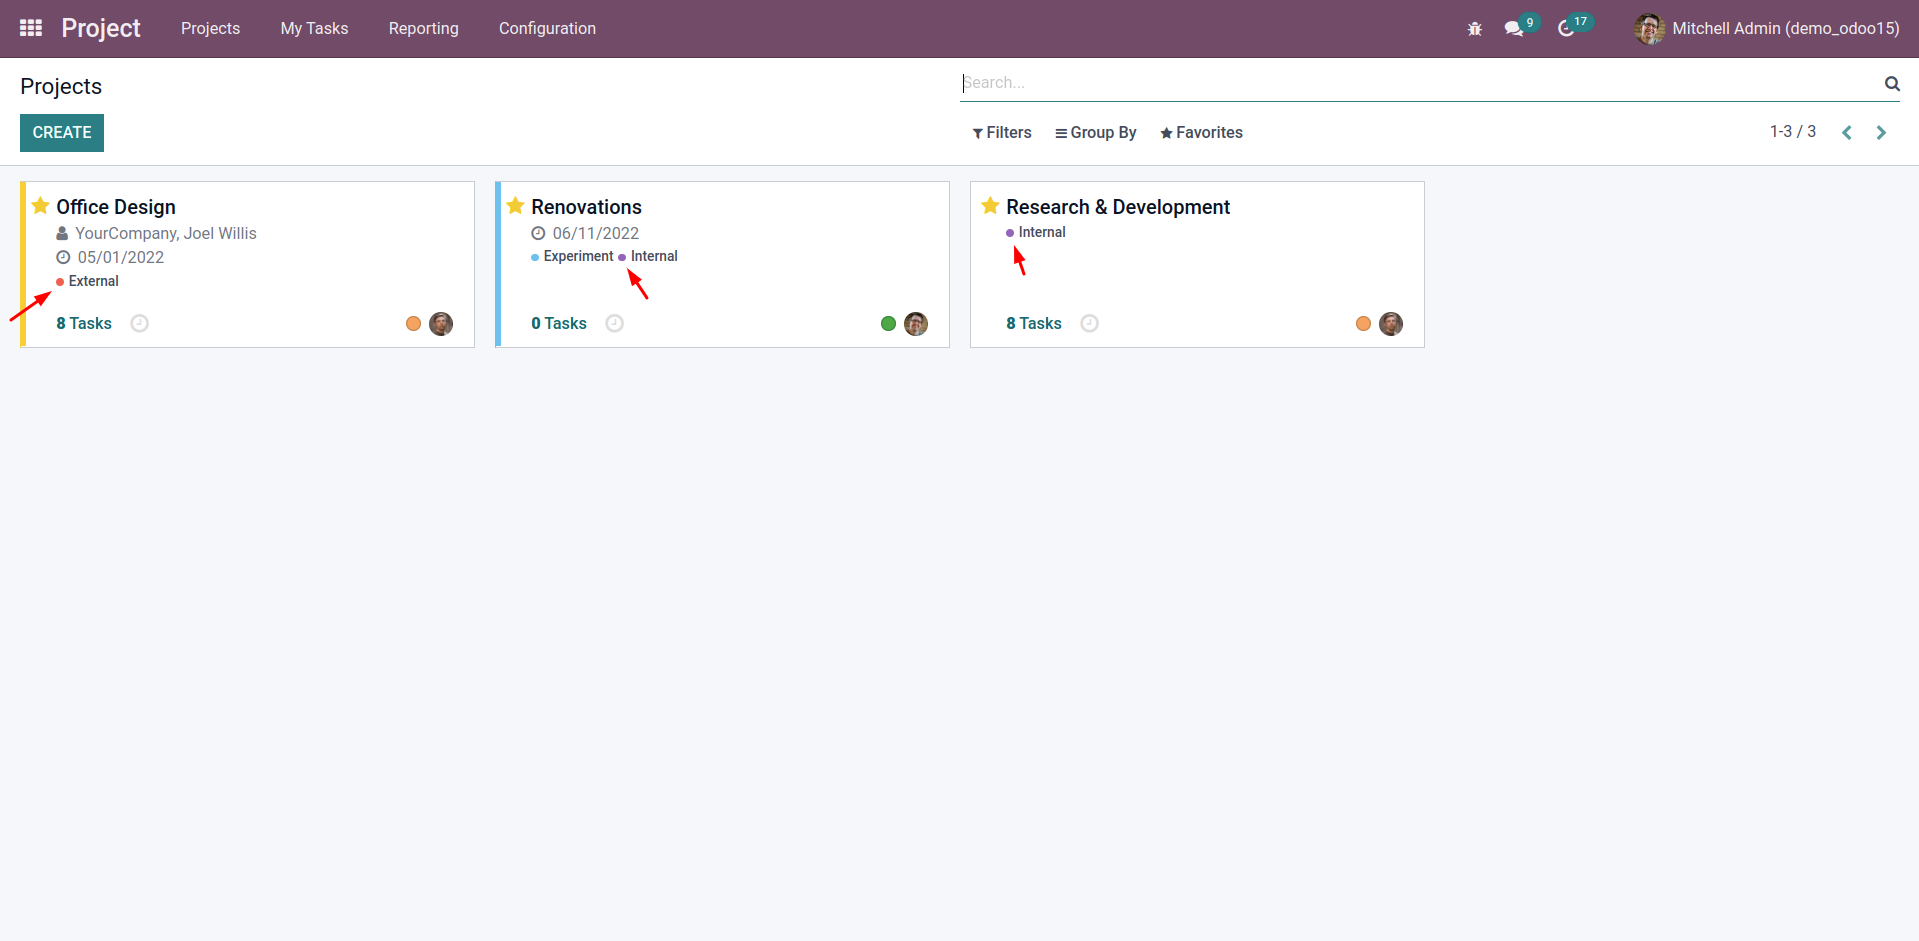 Project Projects My Tasks Reporting Configuration 9 17 Mitchell Admin (demo_odoo15)
Projects Search...
CREATE Filters Group By Favorites 1-3 / 3
Office Design
YourCompany, Joel Willis
05/01/2022
External
8 Tasks
Renovations
06/11/2022
Experiment Internal
0 Tasks
Research & Development
Internal
8 Tasks